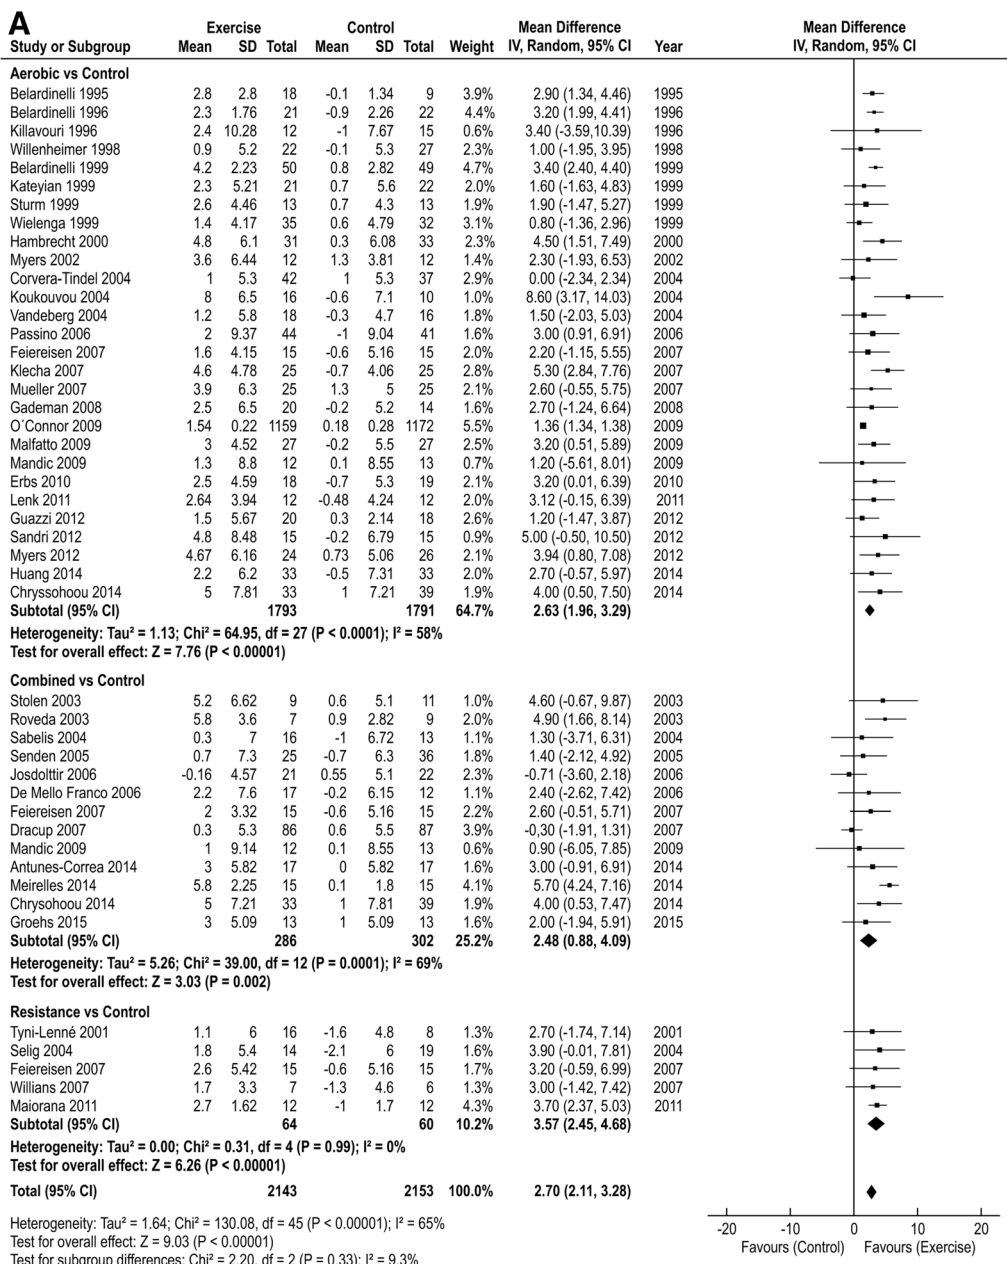 A
Exercise Control Mean Difference Mean Difference
Study or Subgroup Mean SD Total Mean SD Total Weight IV, Random, 95% CI Year IV, Random, 95% CI
Aerobic vs Control
Belardinelli 1995 2.8 2.8 18 -0.1 1.34 9 3.9% 2.90 (1.34, 4.46) 1995
Belardinelli 1996 2.3 1.76 21 -0.9 2.26 22 4.4% 3.20 (1.99, 4.41) 1996
Killavouri 1996 2.4 10.28 12 -1 7.67 15 0.6% 3.40 (-3.59,10.39) 1996
Willenheimer 1998 0.9 5.2 22 -0.1 5.3 27 2.3% 1.00 (-1.95, 3.95) 1998
Belardinelli 1999 4.2 2.23 50 0.8 2.82 49 4.7% 3.40 (2.40, 4.40) 1999
Kateyian 1999 2.3 5.21 21 0.7 5.6 22 2.0% 1.60 (-1.63, 4.83) 1999
Sturm 1999 2.6 4.46 13 0.7 4.3 13 1.9% 1.90 (-1.47, 5.27) 1999
Wielenga 1999 1.4 4.17 35 0.6 4.79 32 3.1% 0.80 (-1.36, 2.96) 1999
Hambrecht 2000 4.8 6.1 31 0.3 6.08 33 2.3% 4.50 (1.51, 7.49) 2000
Myers 2002 3.6 6.44 12 1.3 3.81 12 1.4% 2.30 (-1.93, 6.53) 2002
Corvera-Tindel 2004 1 5.3 42 1 5.3 37 2.9% 0.00 (-2.34, 2.34) 2004
Koukouvou 2004 8 6.5 16 -0.6 7.1 10 1.0% 8.60 (3.17, 14.03) 2004
Vandeberg 2004 1.2 5.8 18 -0.3 4.7 16 1.8% 1.50 (-2.03, 5.03) 2004
Passino 2006 2 9.37 44 -1 9.04 41 1.6% 3.00 (0.91, 6.91) 2006
Feiereisen 2007 1.6 4.15 15 -0.6 5.16 15 2.0% 2.20 (-1.15, 5.55) 2007
Klecha 2007 4.6 4.78 25 -0.7 4.06 25 2.8% 5.30 (2.84, 7.76) 2007
Mueller 2007 3.9 6.3 25 1.3 5 25 2.1% 2.60 (-0.55, 5.75) 2007
Gademan 2008 2.5 6.5 20 -0.2 5.2 14 1.6% 2.70 (-1.24, 6.64) 2008
O´Connor 2009 1.54 0.22 1159 0.18 0.28 1172 5.5% 1.36 (1.34, 1.38) 2009
Malfatto 2009 3 4.52 27 -0.2 5.5 27 2.5% 3.20 (0.51, 5.89) 2009
Mandic 2009 1.3 8.8 12 0.1 8.55 13 0.7% 1.20 (-5.61, 8.01) 2009
Erbs 2010 2.5 4.59 18 -0.7 5.3 19 2.1% 3.20 (0.01, 6.39) 2010
Lenk 2011 2.64 3.94 12 -0.48 4.24 12 2.0% 3.12 (-0.15, 6.39) 2011
Guazzi 2012 1.5 5.67 20 0.3 2.14 18 2.6% 1.20 (-1.47, 3.87) 2012
Sandri 2012 4.8 8.48 15 -0.2 6.79 15 0.9% 5.00 (-0.50, 10.50) 2012
Myers 2012 4.67 6.16 24 0.73 5.06 26 2.1% 3.94 (0.80, 7.08) 2012
Huang 2014 2.2 6.2 33 -0.5 7.31 33 2.0% 2.70 (-0.57, 5.97) 2014
Chryssohoou 2014 5 7.81 33 1 7.21 39 1.9% 4.00 (0.50, 7.50) 2014
Subtotal (95% CI) 1793 1791 64.7% 2.63 (1.96, 3.29)
Heterogeneity: Tau² = 1.13; Chi² = 64.95, df = 27 (P < 0.0001); I² = 58%
Test for overall effect: Z = 7.76 (P < 0.00001)
Combined vs Control
Stolen 2003 5.2 6.62 9 0.6 5.1 11 1.0% 4.60 (-0.67, 9.87) 2003
Roveda 2003 5.8 3.6 7 0.9 2.82 9 2.0% 4.90 (1.66, 8.14) 2003
Sabelis 2004 0.3 7 16 -1 6.72 13 1.1% 1.30 (-3.71, 6.31) 2004
Senden 2005 0.7 7.3 25 -0.7 6.3 36 1.8% 1.40 (-2.12, 4.92) 2005
Josdolttir 2006 -0.16 4.57 21 0.55 5.1 22 2.3% -0.71 (-3.60, 2.18) 2006
De Mello Franco 2006 2.2 7.6 17 -0.2 6.15 12 1.1% 2.40 (-2.62, 7.42) 2006
Feiereisen 2007 2 3.32 15 -0.6 5.16 15 2.2% 2.60 (-0.51, 5.71) 2007
Dracup 2007 0.3 5.3 86 0.6 5.5 87 3.9% -0,30 (-1.91, 1.31) 2007
Mandic 2009 1 9.14 12 0.1 8.55 13 0.6% 0.90 (-6.05, 7.85) 2009
Antunes-Correa 2014 3 5.82 17 0 5.82 17 1.6% 3.00 (-0.91, 6.91) 2014
Meirelles 2014 5.8 2.25 15 0.1 1.8 15 4.1% 5.70 (4.24, 7.16) 2014
Chrysohoou 2014 5 7.21 33 1 7.81 39 1.9% 4.00 (0.53, 7.47) 2014
Groehs 2015 3 5.09 13 1 5.09 13 1.6% 2.00 (-1.94, 5.91) 2015
Subtotal (95% CI) 286 302 25.2% 2.48 (0.88, 4.09)
Heterogeneity: Tau² = 5.26; Chi² = 39.00, df = 12 (P = 0.0001); I² = 69%
Test for overall effect: Z = 3.03 (P = 0.002)
Resistance vs Control
Tyni-Lenné 2001 1.1 6 16 -1.6 4.8 8 1.3% 2.70 (-1.74, 7.14) 2001
Selig 2004 1.8 5.4 14 -2.1 6 19 1.6% 3.90 (-0.01, 7.81) 2004
Feiereisen 2007 2.6 5.42 15 -0.6 5.16 15 1.7% 3.20 (-0.59, 6.99) 2007
Willians 2007 1.7 3.3 7 -1.3 4.6 6 1.3% 3.00 (-1.42, 7.42) 2007
Maiorana 2011 2.7 1.62 12 -1 1.7 12 4.3% 3.70 (2.37, 5.03) 2011
Subtotal (95% CI) 64 60 10.2% 3.57 (2.45, 4.68)
Heterogeneity: Tau² = 0.00; Chi² = 0.31, df = 4 (P = 0.99); I² = 0%
Test for overall effect: Z = 6.26 (P < 0.00001)
Total (95% CI) 2143 2153 100.0% 2.70 (2.11, 3.28)
Heterogeneity: Tau² = 1.64; Chi² = 130.08, df = 45 (P < 0.00001); I² = 65%
Test for overall effect: Z = 9.03 (P < 0.00001)
Test for subgroup differences: Chi² = 2.20, df = 2 (P = 0.33); I² = 9.3%
-20 -10 0 10 20
Favours (Control) Favours (Exercise)